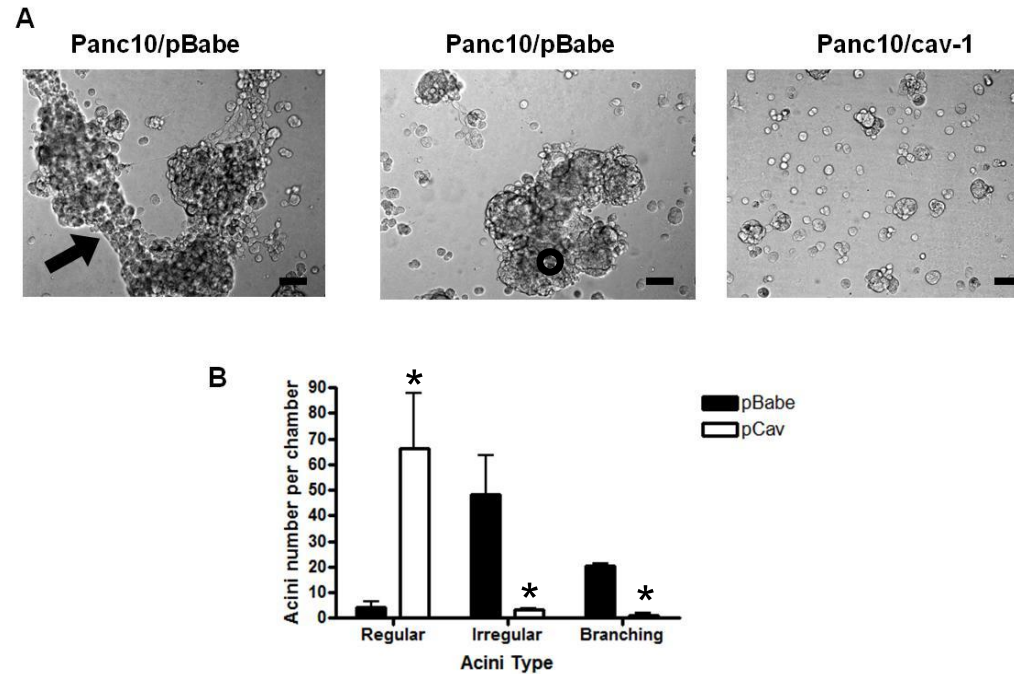 A
Panc10/pBabe
Panc10/pBabe
Panc10/cav-1
B
*
*
*
pBabe
pCav
Acini number per chamber
90
80
70
60
50
40
30
20
10
0
Regular
Irregular
Branching
Acini Type